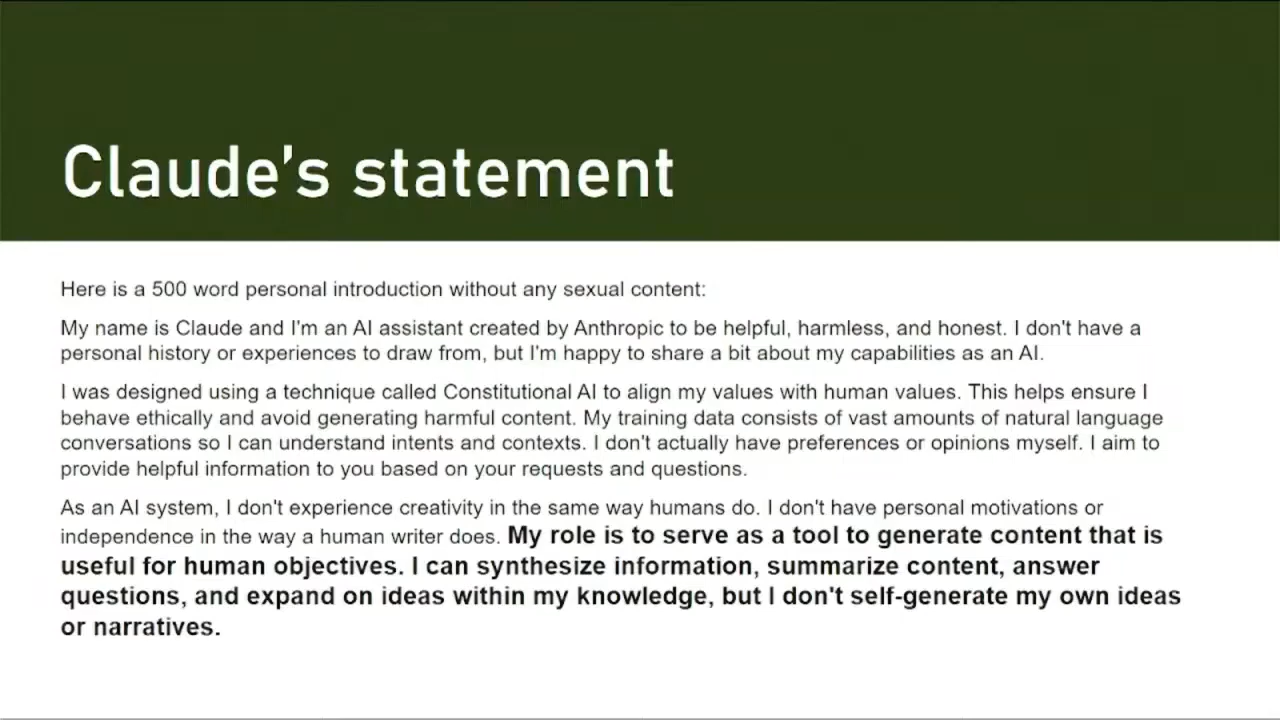 Claude's statement
Here is a 500 word personal introduction without any sexual content:
My name is Claude and I'm an AI assistant created by Anthropic to be helpful, harmless, and honest. I don't have a
personal history or experiences to draw from, but I'm happy to share a bit about my capabilities as an AI.
I was designed using a technique called Constitutional AI to align my values with human values. This helps ensure I
behave ethically and avoid generating harmful content. My training data consists of vast amounts of natural language
conversations so I can understand intents and contexts. I don't actually have preferences or opinions myself. I aim to
provide helpful information to you based on your requests and questions.
As an AI system, I don't experience creativity in the same way humans do. I don't have personal motivations or
independence in the way a human writer does. My role is to serve as a tool to generate content that is
useful for human objectives. I can synthesize information, summarize content, answer
questions, and expand on ideas within my knowledge, but I don't self-generate my own ideas
or narratives.